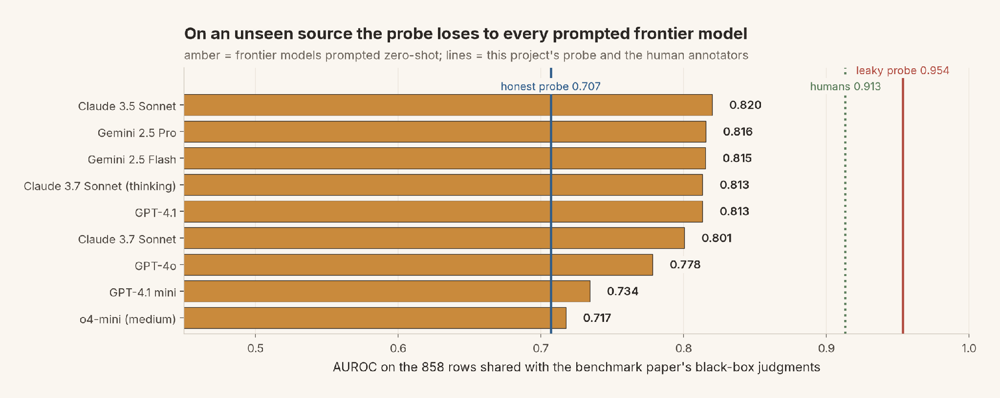 On an unseen source the probe loses to every prompted frontier model
amber = frontier models prompted zero-shot; lines = this project's probe and the human annotators
leaky probe 0.954
honest probe 0.707
humans 0.913
Claude 3.5 Sonnet 0.820
Gemini 2.5 Pro 0.816
Gemini 2.5 Flash 0.815
Claude 3.7 Sonnet (thinking) 0.813
GPT-4.1 0.813
Claude 3.7 Sonnet 0.801
GPT-4o 0.778
GPT-4.1 mini 0.734
o4-mini (medium) 0.717
0.5 0.6 0.7 0.8 0.9 1.0
AUROC on the 858 rows shared with the benchmark paper's black-box judgments